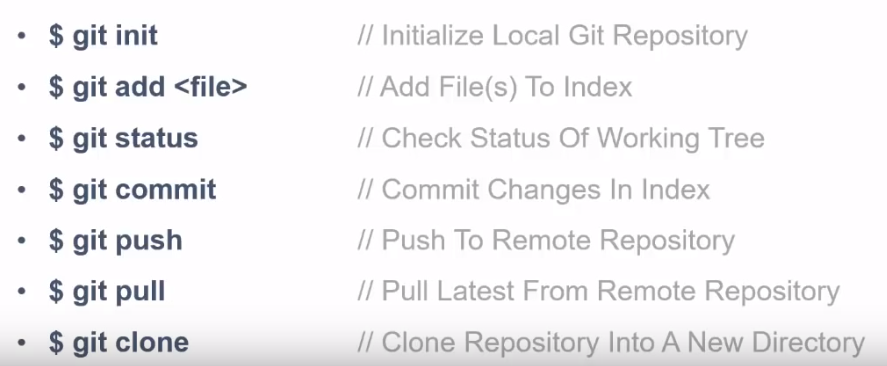 • $ git init // Initialize Local Git Repository
• $ git add <file> // Add File(s) To Index
• $ git status // Check Status Of Working Tree
• $ git commit // Commit Changes In Index
• $ git push // Push To Remote Repository
• $ git pull // Pull Latest From Remote Repository
• $ git clone // Clone Repository Into A New Directory